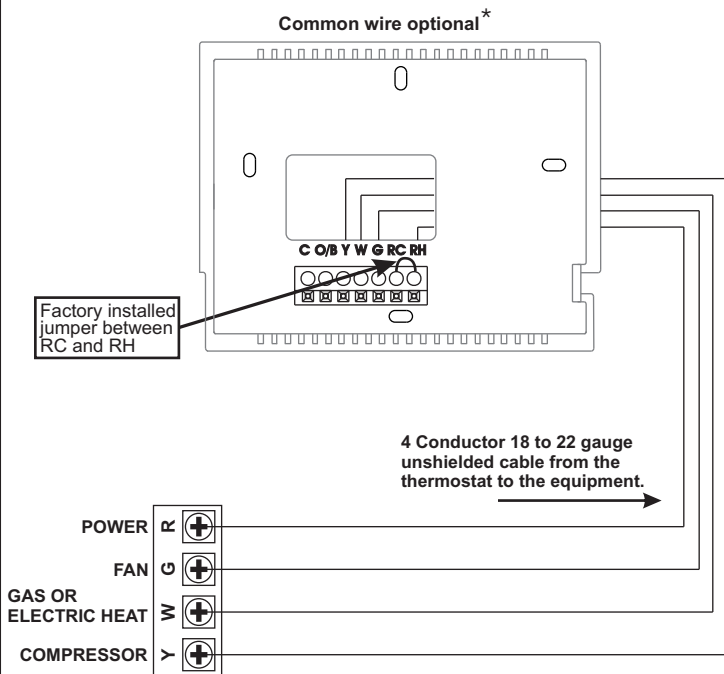 Common wire optional*
C O/B Y W G RC RH
Factory installed
jumper between
RC and RH
4 Conductor 18 to 22 gauge
unshielded cable from the
thermostat to the equipment.
POWER R
FAN G
GAS OR
ELECTRIC HEAT W
COMPRESSOR Y